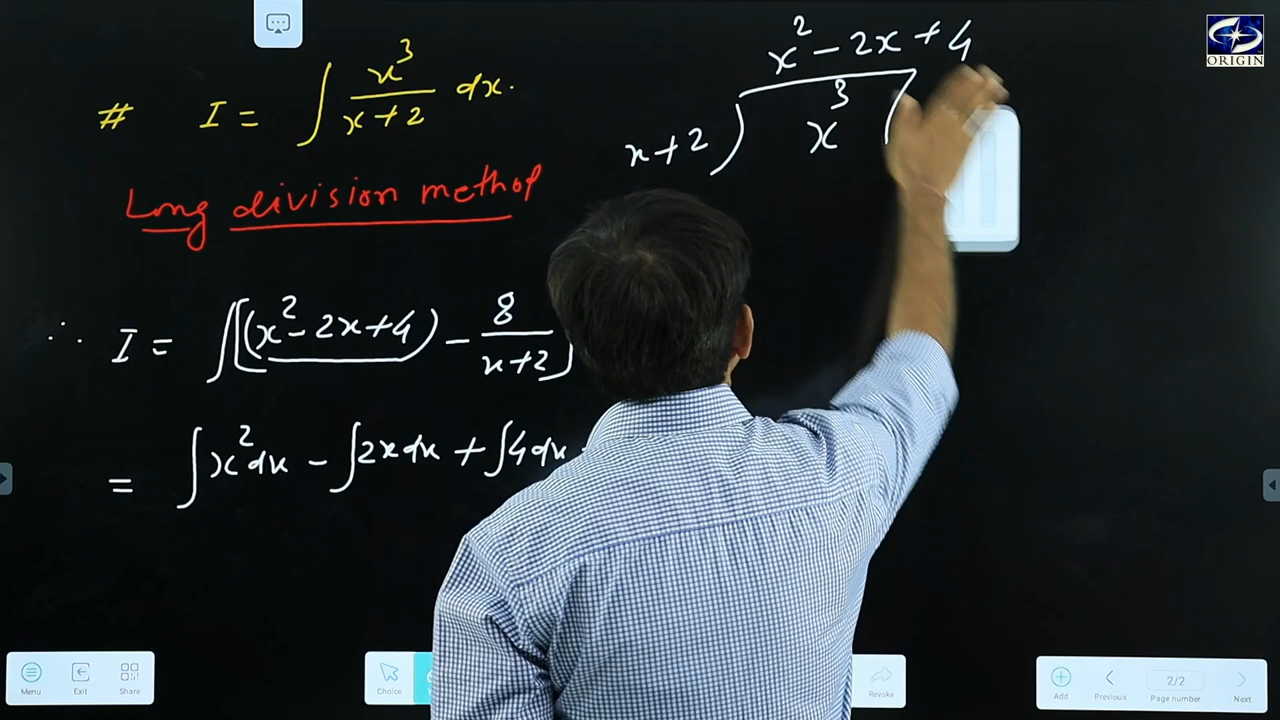 # I = ∫ x³/(x+2) dx.
Long division method
∴ I = ∫[(x² - 2x + 4) - 8/(x+2)]
= ∫x² dx - ∫2x dx + ∫4 dx
x² - 2x + 4
x+2 ) x³
ORIGIN
Menu Exit Share
Choice
Revoke
Add Previous 2/2 Page number Next